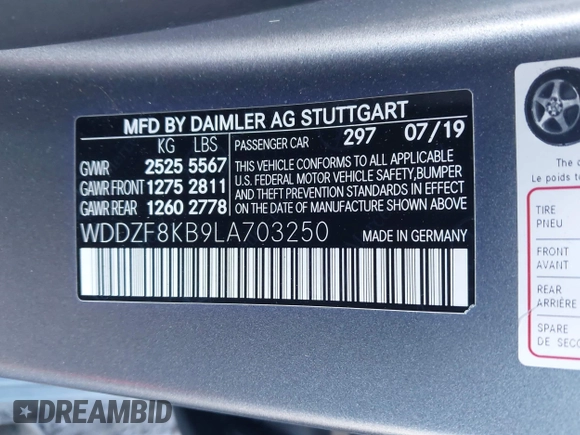 MFD BY DAIMLER AG STUTTGART
KG LBS
GVWR 2525 5567
GAWR FRONT 1275 2811
GAWR REAR 1260 2778
PASSENGER CAR 297 07/19
THIS VEHICLE CONFORMS TO ALL APPLICABLE
U.S. FEDERAL MOTOR VEHICLE SAFETY,BUMPER
AND THEFT PREVENTION STANDARDS IN EFFECT
ON THE DATE OF MANUFACTURE SHOWN ABOVE
WDDZF8KB9LA703250 MADE IN GERMANY
The com
Le poids to
TIRE
PNEU
FRONT
AVANT
REAR
ARRIÈRE
SPARE
DE SECO
DREAMBID